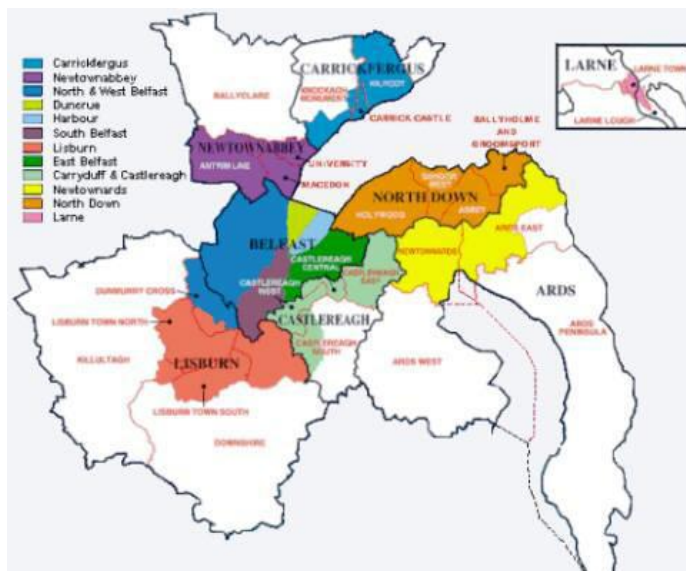 Carrickfergus
Newtownabbey
North & West Belfast
Dunerue
Harbour
South Belfast
Lisburn
East Belfast
Carryduff & Castlereagh
Newtownards
North Down
Larne
BALLYCLARE
CARRICKFERGUS
KNOCKAGH
MONUMENT
KILROOT
CARRICK CASTLE
LARNE
LARNE TOWN
LARNE LOUGH
NEWTOWNABBEY
ANTRIM LINE
UNIVERSITY
MACEDON
BALLYHOLME
AND
GROOMSPORT
NORTH DOWN
HOLYWOOD
ABBEY
BELFAST
CASTLEREAGH
CENTRAL
CASTLEREAGH
EAST
NEWTOWNARDS
ARDS EAST
CASTLEREAGH
WEST
DUNMURRY CROSS
LISBURN TOWN NORTH
CASTLEREAGH
ARDS
ARDS
PENINSULA
KILLULTAGH
LISBURN
CASTLEREAGH
SOUTH
ARDS WEST
LISBURN TOWN SOUTH
DOWNSHIRE